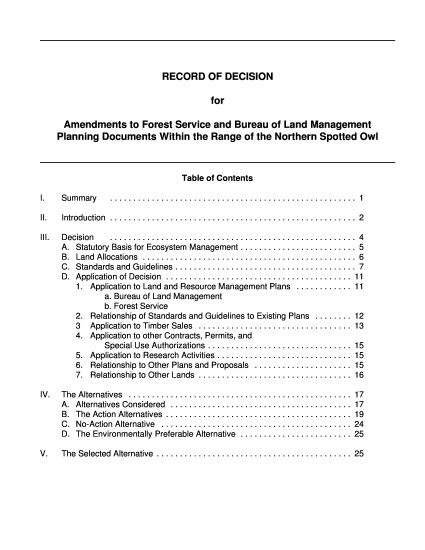 RECORD OF DECISION
for
Amendments to Forest Service and Bureau of Land Management
Planning Documents Within the Range of the Northern Spotted Owl
Table of Contents
I. Summary . . . . . . . . . . . . . . . . . . . . . . . . . . . . . . . . . . . . . . . . . . . . . . . . . . . . 1
II. Introduction . . . . . . . . . . . . . . . . . . . . . . . . . . . . . . . . . . . . . . . . . . . . . . . . . . . . 2
III. Decision . . . . . . . . . . . . . . . . . . . . . . . . . . . . . . . . . . . . . . . . . . . . . . . . . . . . 4
A. Statutory Basis for Ecosystem Management . . . . . . . . . . . . . . . . . . . . . . . . . 5
B. Land Allocations . . . . . . . . . . . . . . . . . . . . . . . . . . . . . . . . . . . . . . . . . . 6
C. Standards and Guidelines . . . . . . . . . . . . . . . . . . . . . . . . . . . . . . . . . . . . . . 7
D. Application of Decision . . . . . . . . . . . . . . . . . . . . . . . . . . . . . . . . . . . . . . . 11
1. Application to Land and Resource Management Plans . . . . . . . . . . . . 11
a. Bureau of Land Management
b. Forest Service
2. Relationship of Standards and Guidelines to Existing Plans . . . . . . . . 12
3 Application to Timber Sales . . . . . . . . . . . . . . . . . . . . . . . . . . . . . . . . . 13
4. Application to other Contracts, Permits, and
Special Use Authorizations . . . . . . . . . . . . . . . . . . . . . . . . . . . . . . . 15
5. Application to Research Activities . . . . . . . . . . . . . . . . . . . . . . . . . . . . . 15
6. Relationship to Other Plans and Proposals . . . . . . . . . . . . . . . . . . . . . . 15
7. Relationship to Other Lands . . . . . . . . . . . . . . . . . . . . . . . . . . . . . . . . . 16
IV. The Alternatives . . . . . . . . . . . . . . . . . . . . . . . . . . . . . . . . . . . . . . . . . . . . . . . . 17
A. Alternatives Considered . . . . . . . . . . . . . . . . . . . . . . . . . . . . . . . . . . . . . . . 17
B. The Action Alternatives . . . . . . . . . . . . . . . . . . . . . . . . . . . . . . . . . . . . . . . 19
C. No-Action Alternative . . . . . . . . . . . . . . . . . . . . . . . . . . . . . . . . . . . . . . . . . 24
D. The Environmentally Preferable Alternative . . . . . . . . . . . . . . . . . . . . . . . . 25
V. The Selected Alternative . . . . . . . . . . . . . . . . . . . . . . . . . . . . . . . . . . . . . . . . . . 25